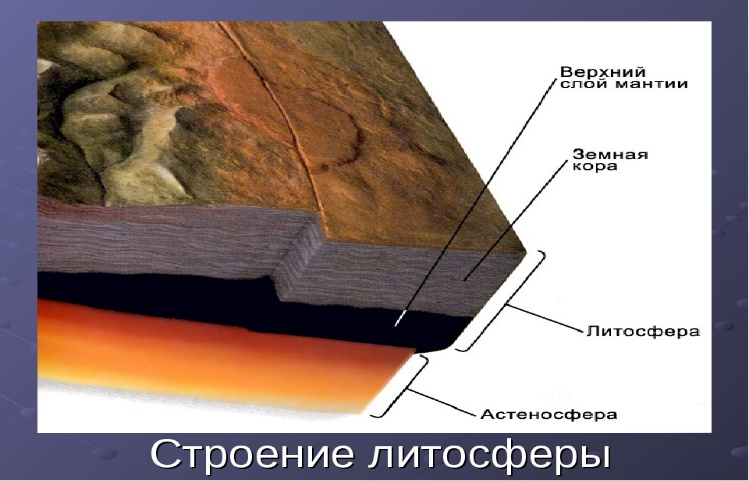 Верхний
слой мантии
Земная
кора
Литосфера
Астеносфера
Строение литосферы